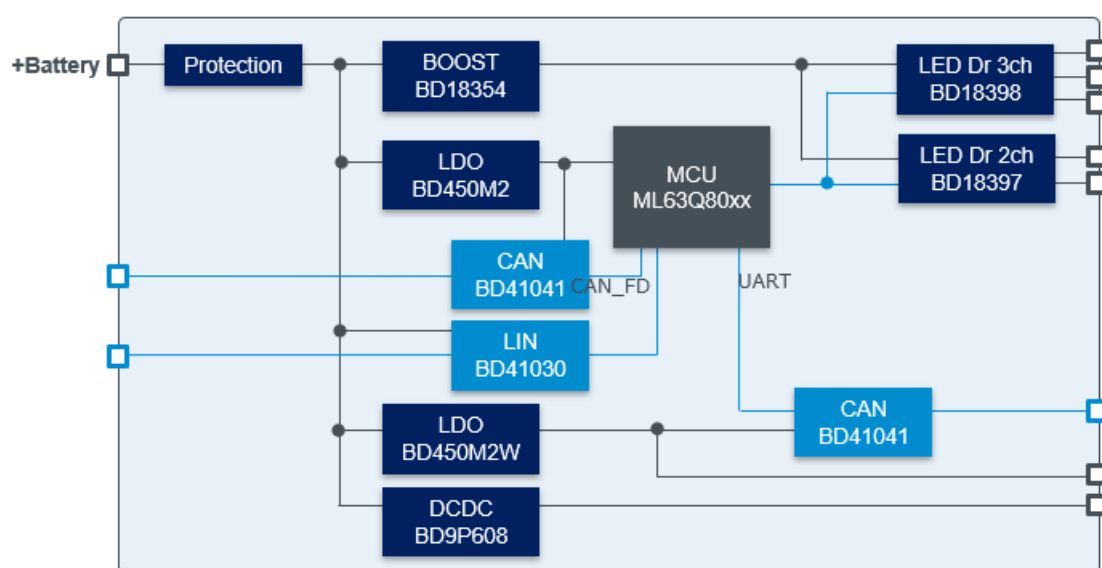 +Battery
Protection
BOOST
BD18354
LED Dr 3ch
BD18398
LDO
BD450M2
MCU
ML63Q80xx
LED Dr 2ch
BD18397
CAN
BD41041
CAN_FD
UART
LIN
BD41030
LDO
BD450M2W
CAN
BD41041
DCDC
BD9P608